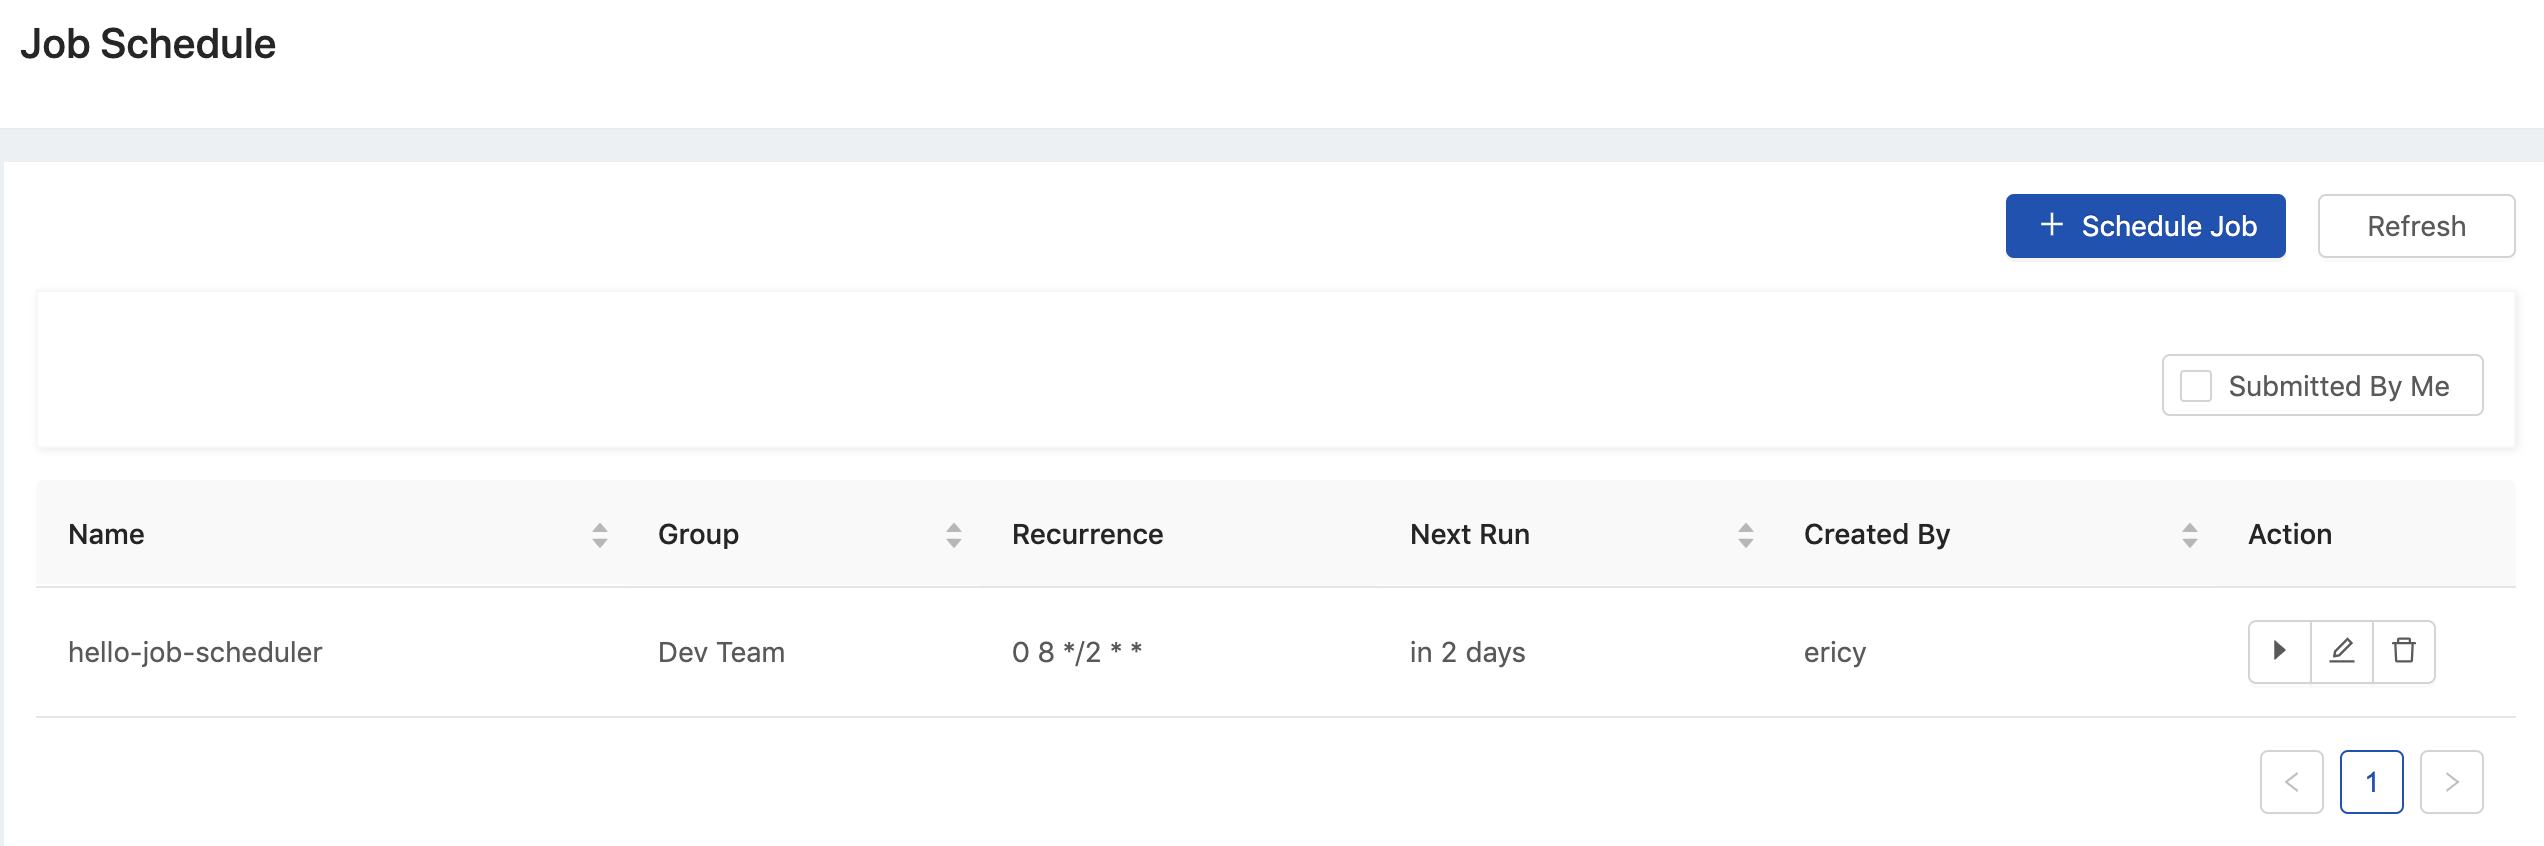 Job Schedule
+ Schedule Job Refresh
Submitted By Me
Name Group Recurrence Next Run Created By Action
hello-job-scheduler Dev Team 0 8 */2 * * in 2 days ericy
< 1 >